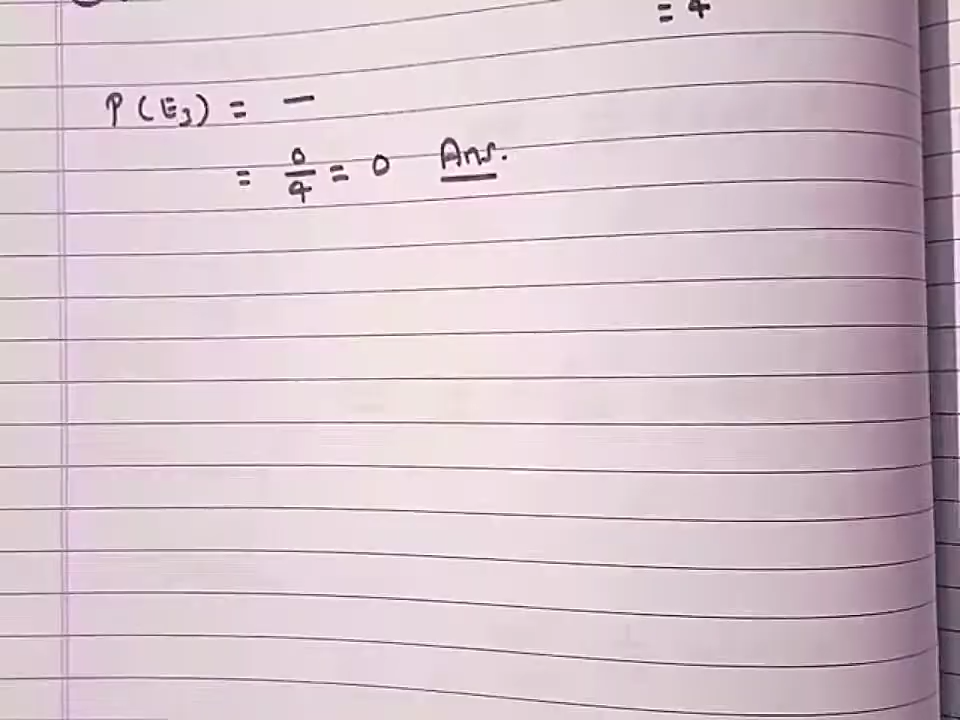 = 4
P(E3) = —
= 0/4 = 0 Ans.